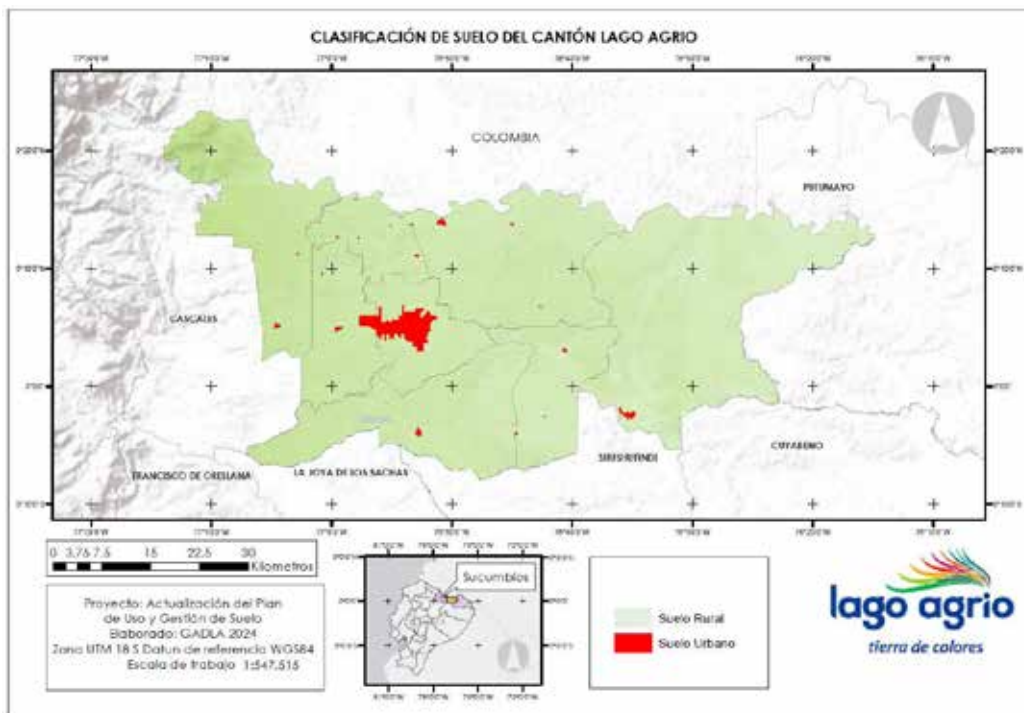 CLASIFICACIÓN DE SUELO DEL CANTÓN LAGO AGRIO
COLOMBIA
PUTUMAYO
CASCALES
SHUSHUFINDI
CUYABENO
FRANCISCO DE ORELLANA
LA JOYA DE LOS SACHAS
0 3,75 7,5 15 22,5 30
Kilometros
Proyecto: Actualización del Plan
de Uso y Gestión de Suelo
Elaborado: GADLA 2024
Zona UTM 18 S Datun de referencia WGS84
Escala de trabajo 1:547.515
Sucumbios
Suelo Rural
Suelo Urbano
lago agrio
tierra de colores